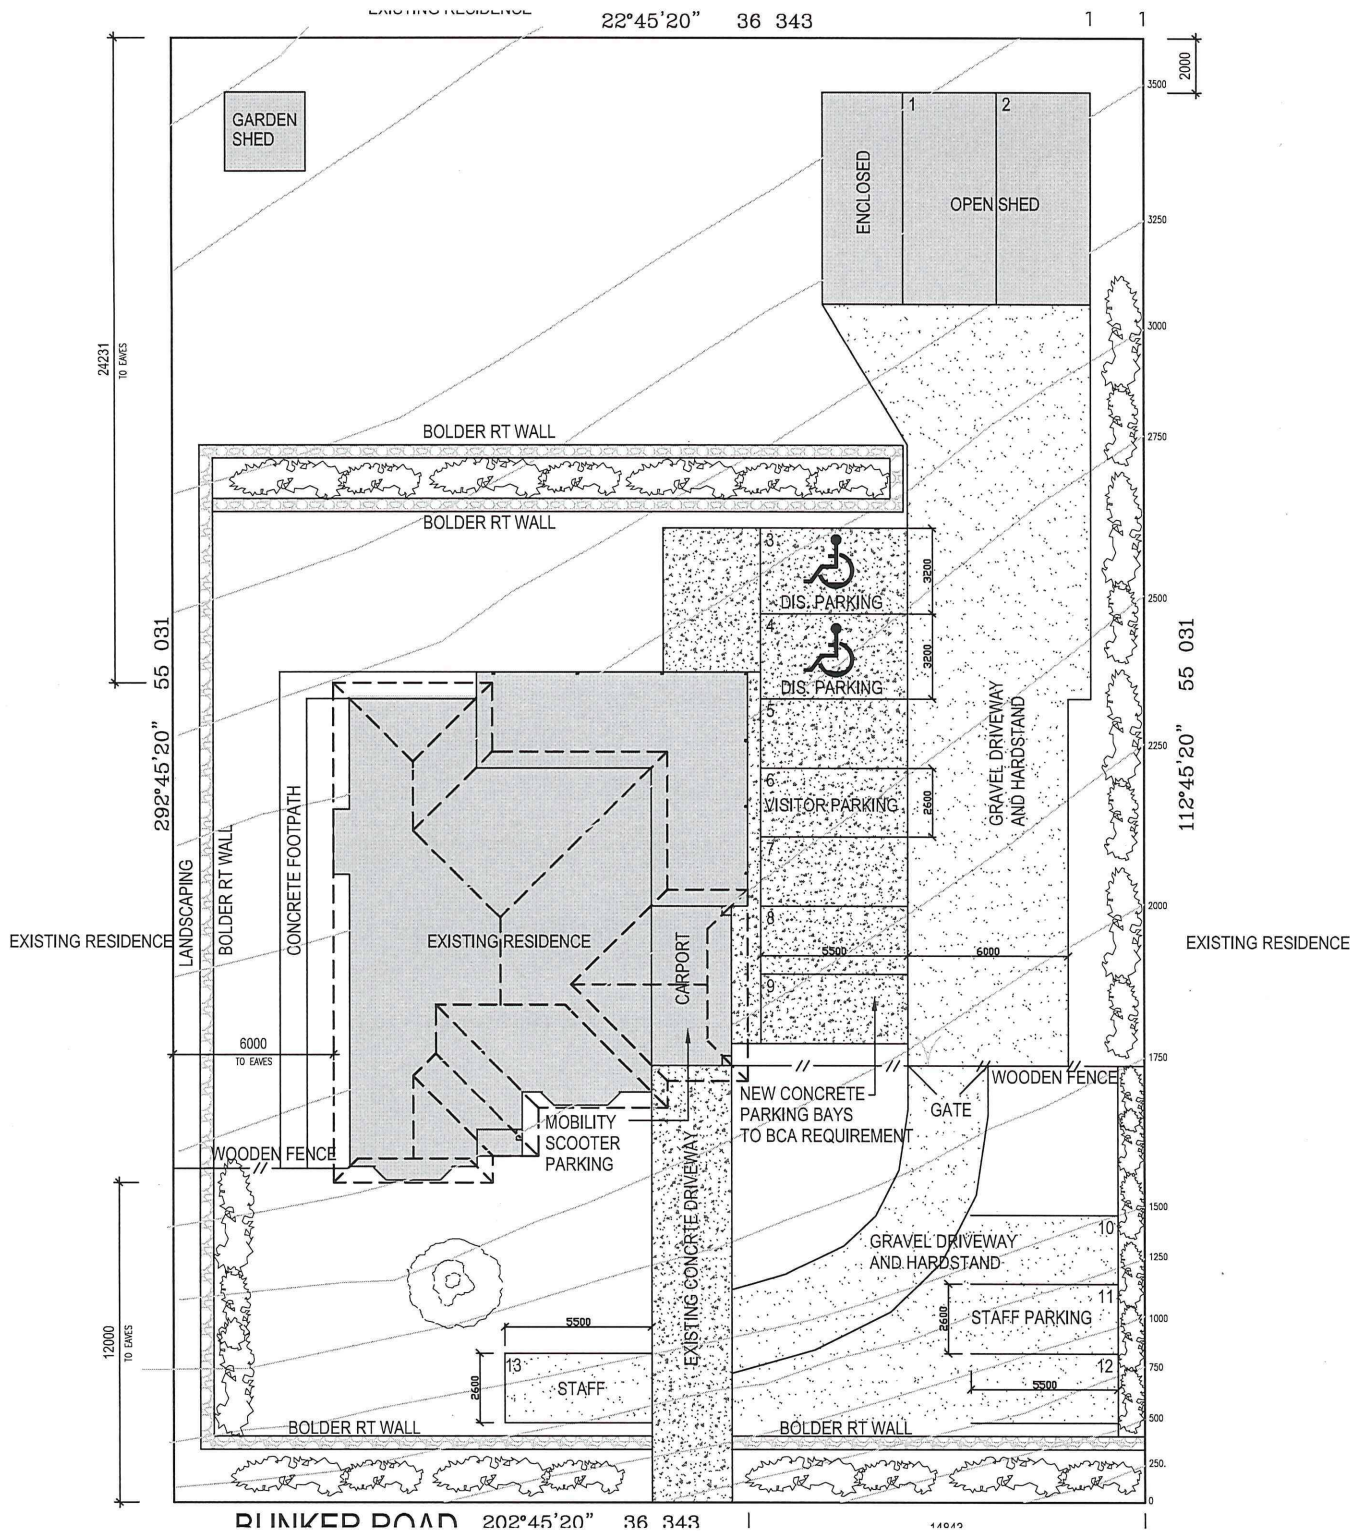 EXISTING RESIDENCE
22°45'20" 36 343
1 1
2000
3500
GARDEN
SHED
1
2
ENCLOSED
OPEN SHED
3250
3000
24231
TO EAVES
BOLDER RT WALL
2750
BOLDER RT WALL
3
3200
DIS. PARKING
2500
4
3200
DIS. PARKING
292°45'20" 55 031
112°45'20" 55 031
5
GRAVEL DRIVEWAY
AND HARDSTAND
2250
6
VISITOR PARKING
2600
7
CONCRETE FOOTPATH
BOLDER RT WALL
LANDSCAPING
8
2000
EXISTING RESIDENCE
EXISTING RESIDENCE
CARPORT
5500
6000
EXISTING RESIDENCE
9
6000
TO EAVES
1750
WOODEN FENCE
NEW CONCRETE
PARKING BAYS
TO BCA REQUIREMENT
GATE
MOBILITY
SCOOTER
PARKING
WOODEN FENCE
EXISTING CONCRTE DRIVEWAY
1500
10
GRAVEL DRIVEWAY
AND HARDSTAND
1250
11
2600
STAFF PARKING
1000
12000
TO EAVES
5500
13
2600
STAFF
12
750
5500
500
BOLDER RT WALL
BOLDER RT WALL
250.
0
BUNKER ROAD 202°45'20" 36 343
14843